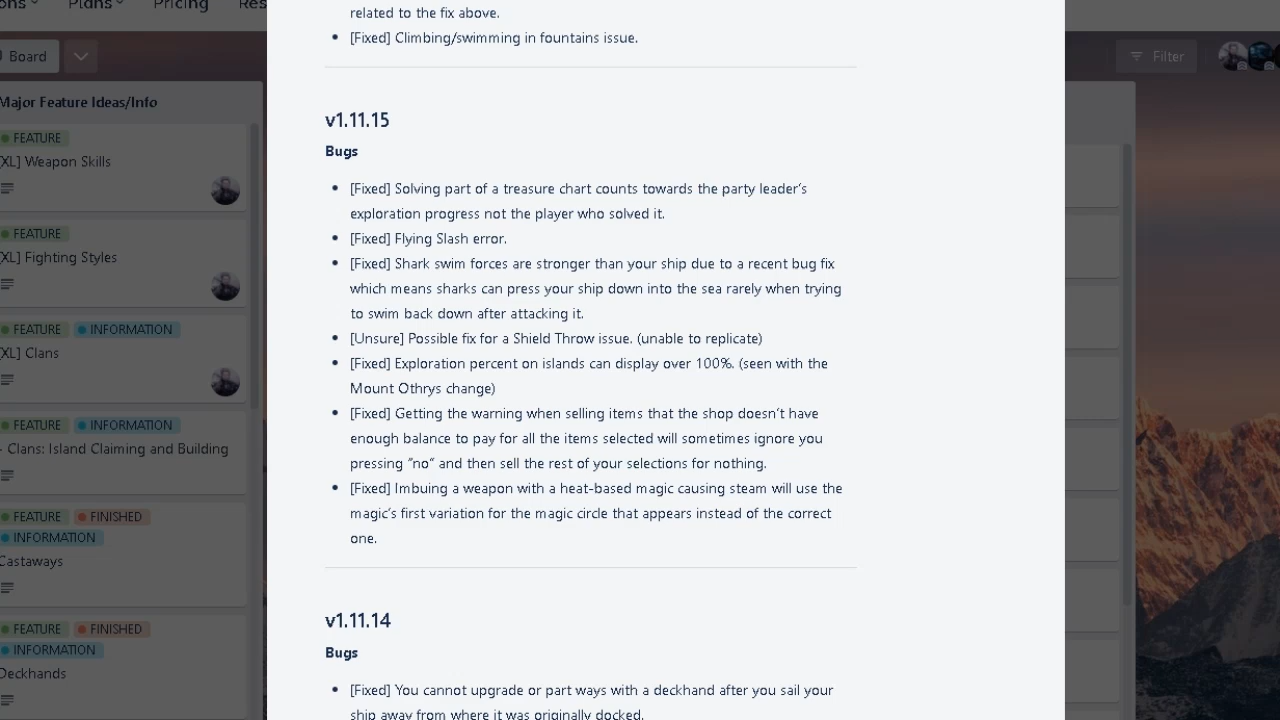 Plans
Pricing
Board
Filter
Major Feature Ideas/Info
FEATURE
[XL] Weapon Skills
FEATURE
[XL] Fighting Styles
FEATURE INFORMATION
[XL] Clans
FEATURE INFORMATION
- Clans: Island Claiming and Building
FEATURE FINISHED
INFORMATION
Castaways
FEATURE FINISHED
INFORMATION
Deckhands
related to the fix above.
• [Fixed] Climbing/swimming in fountains issue.
v1.11.15
Bugs
• [Fixed] Solving part of a treasure chart counts towards the party leader's
exploration progress not the player who solved it.
• [Fixed] Flying Slash error.
• [Fixed] Shark swim forces are stronger than your ship due to a recent bug fix
which means sharks can press your ship down into the sea rarely when trying
to swim back down after attacking it.
• [Unsure] Possible fix for a Shield Throw issue. (unable to replicate)
• [Fixed] Exploration percent on islands can display over 100%. (seen with the
Mount Othrys change)
• [Fixed] Getting the warning when selling items that the shop doesn't have
enough balance to pay for all the items selected will sometimes ignore you
pressing "no" and then sell the rest of your selections for nothing.
• [Fixed] Imbuing a weapon with a heat-based magic causing steam will use the
magic's first variation for the magic circle that appears instead of the correct
one.
v1.11.14
Bugs
• [Fixed] You cannot upgrade or part ways with a deckhand after you sail your
ship away from where it was originally docked.